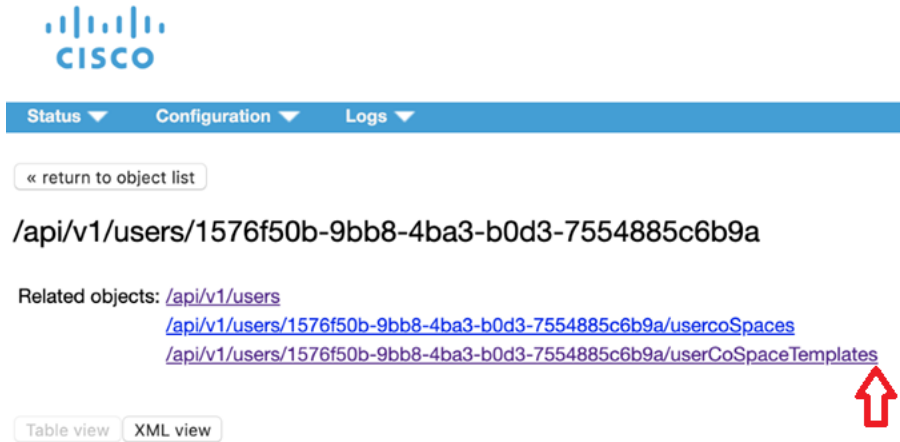 CISCO
Status Configuration Logs
« return to object list
/api/v1/users/1576f50b-9bb8-4ba3-b0d3-7554885c6b9a
Related objects: /api/v1/users
/api/v1/users/1576f50b-9bb8-4ba3-b0d3-7554885c6b9a/usercoSpaces
/api/v1/users/1576f50b-9bb8-4ba3-b0d3-7554885c6b9a/userCoSpaceTemplates
Table view XML view